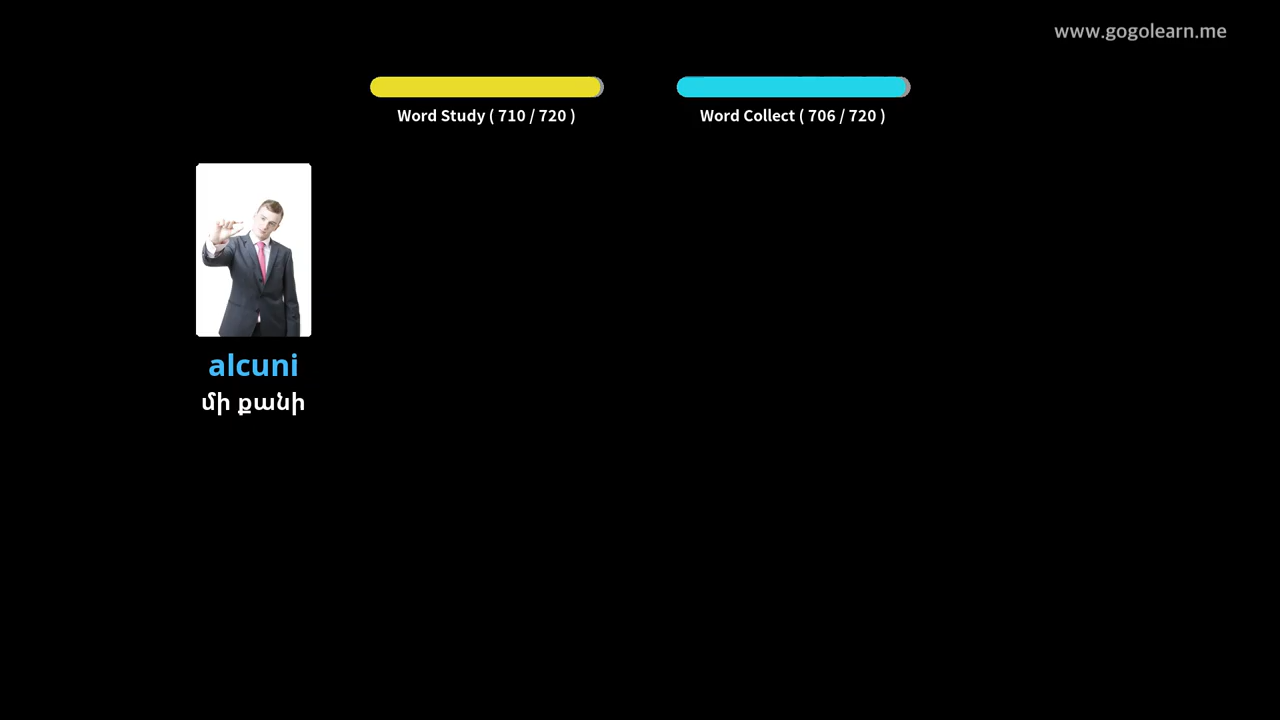 www.gogolearn.me
Word Study ( 710 / 720 )
Word Collect ( 706 / 720 )
alcuni
մի քանի